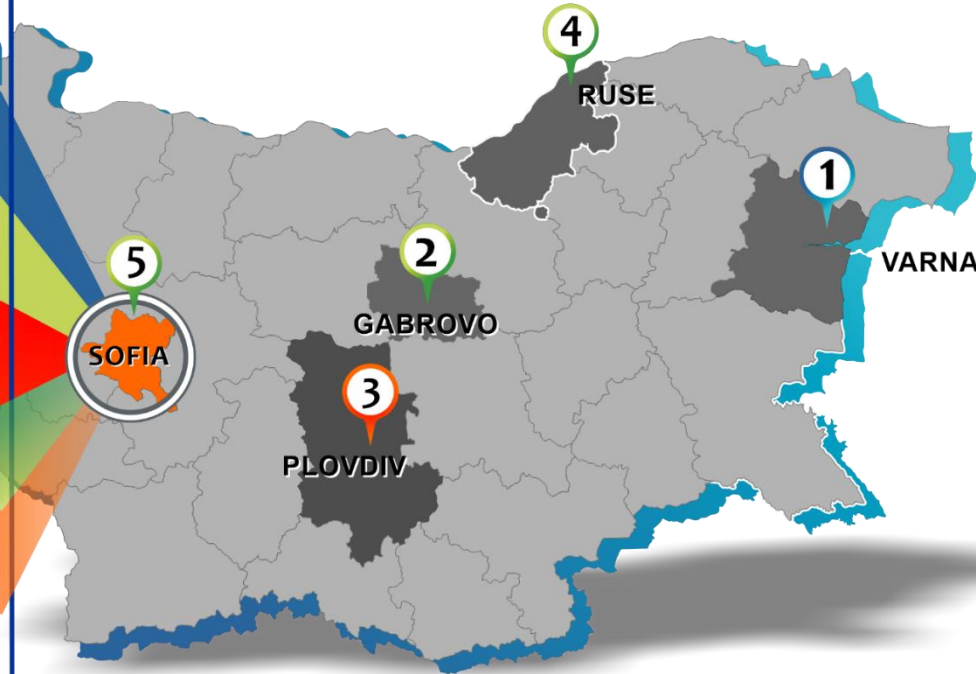 4
RUSE
1
VARNA
5
SOFIA
2
GABROVO
3
PLOVDIV